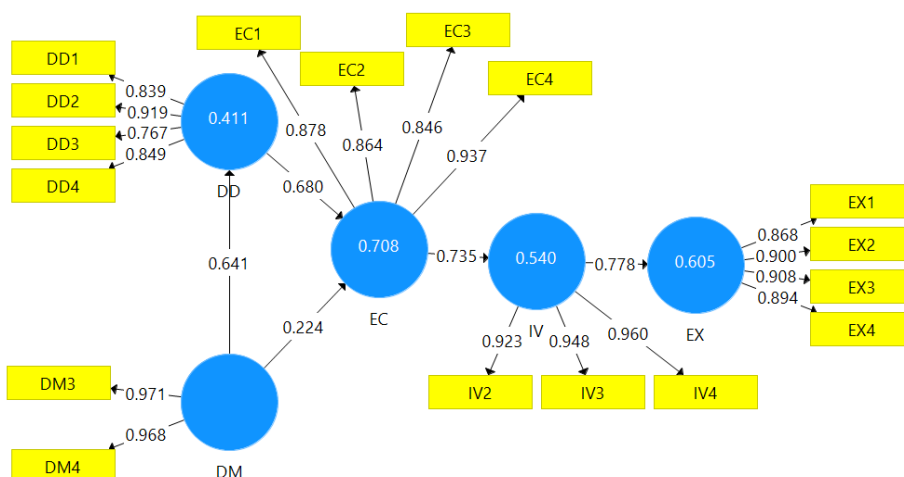 EC1
EC3
EC2
EC4
DD1
DD2
DD3
DD4
0.839
0.919
0.767
0.849
0.411
DD
0.878
0.864
0.846
0.937
0.680
0.641
0.224
0.708
EC
0.735
0.540
IV
0.778
0.605
EX
0.868
0.900
0.908
0.894
EX1
EX2
EX3
EX4
0.923
0.948
0.960
IV2
IV3
IV4
DM3
DM4
0.971
0.968
DM